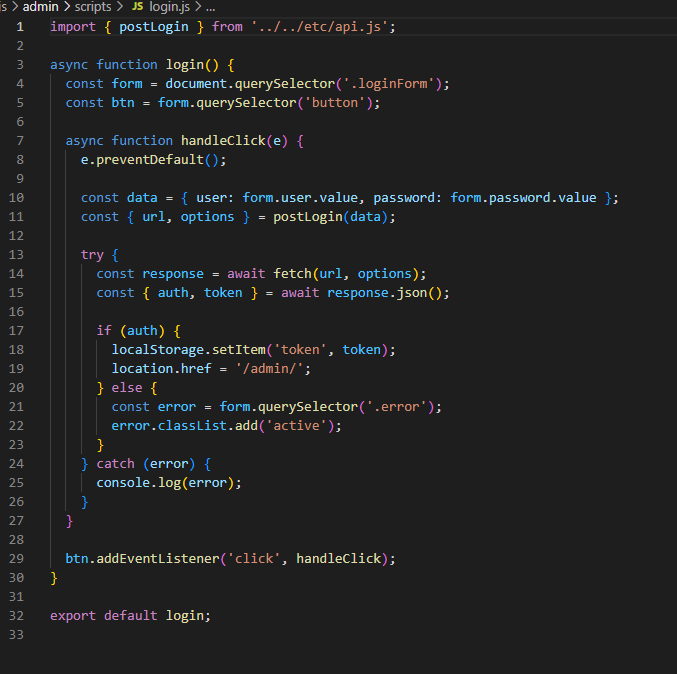 js > admin > scripts > JS login.js > ...
1 import { postLogin } from '../../etc/api.js';
2
3 async function login() {
4   const form = document.querySelector('.loginForm');
5   const btn = form.querySelector('button');
6
7   async function handleClick(e) {
8     e.preventDefault();
9
10     const data = { user: form.user.value, password: form.password.value };
11     const { url, options } = postLogin(data);
12
13     try {
14       const response = await fetch(url, options);
15       const { auth, token } = await response.json();
16
17       if (auth) {
18         localStorage.setItem('token', token);
19         location.href = '/admin/';
20       } else {
21         const error = form.querySelector('.error');
22         error.classList.add('active');
23       }
24     } catch (error) {
25       console.log(error);
26     }
27   }
28
29   btn.addEventListener('click', handleClick);
30 }
31
32 export default login;
33